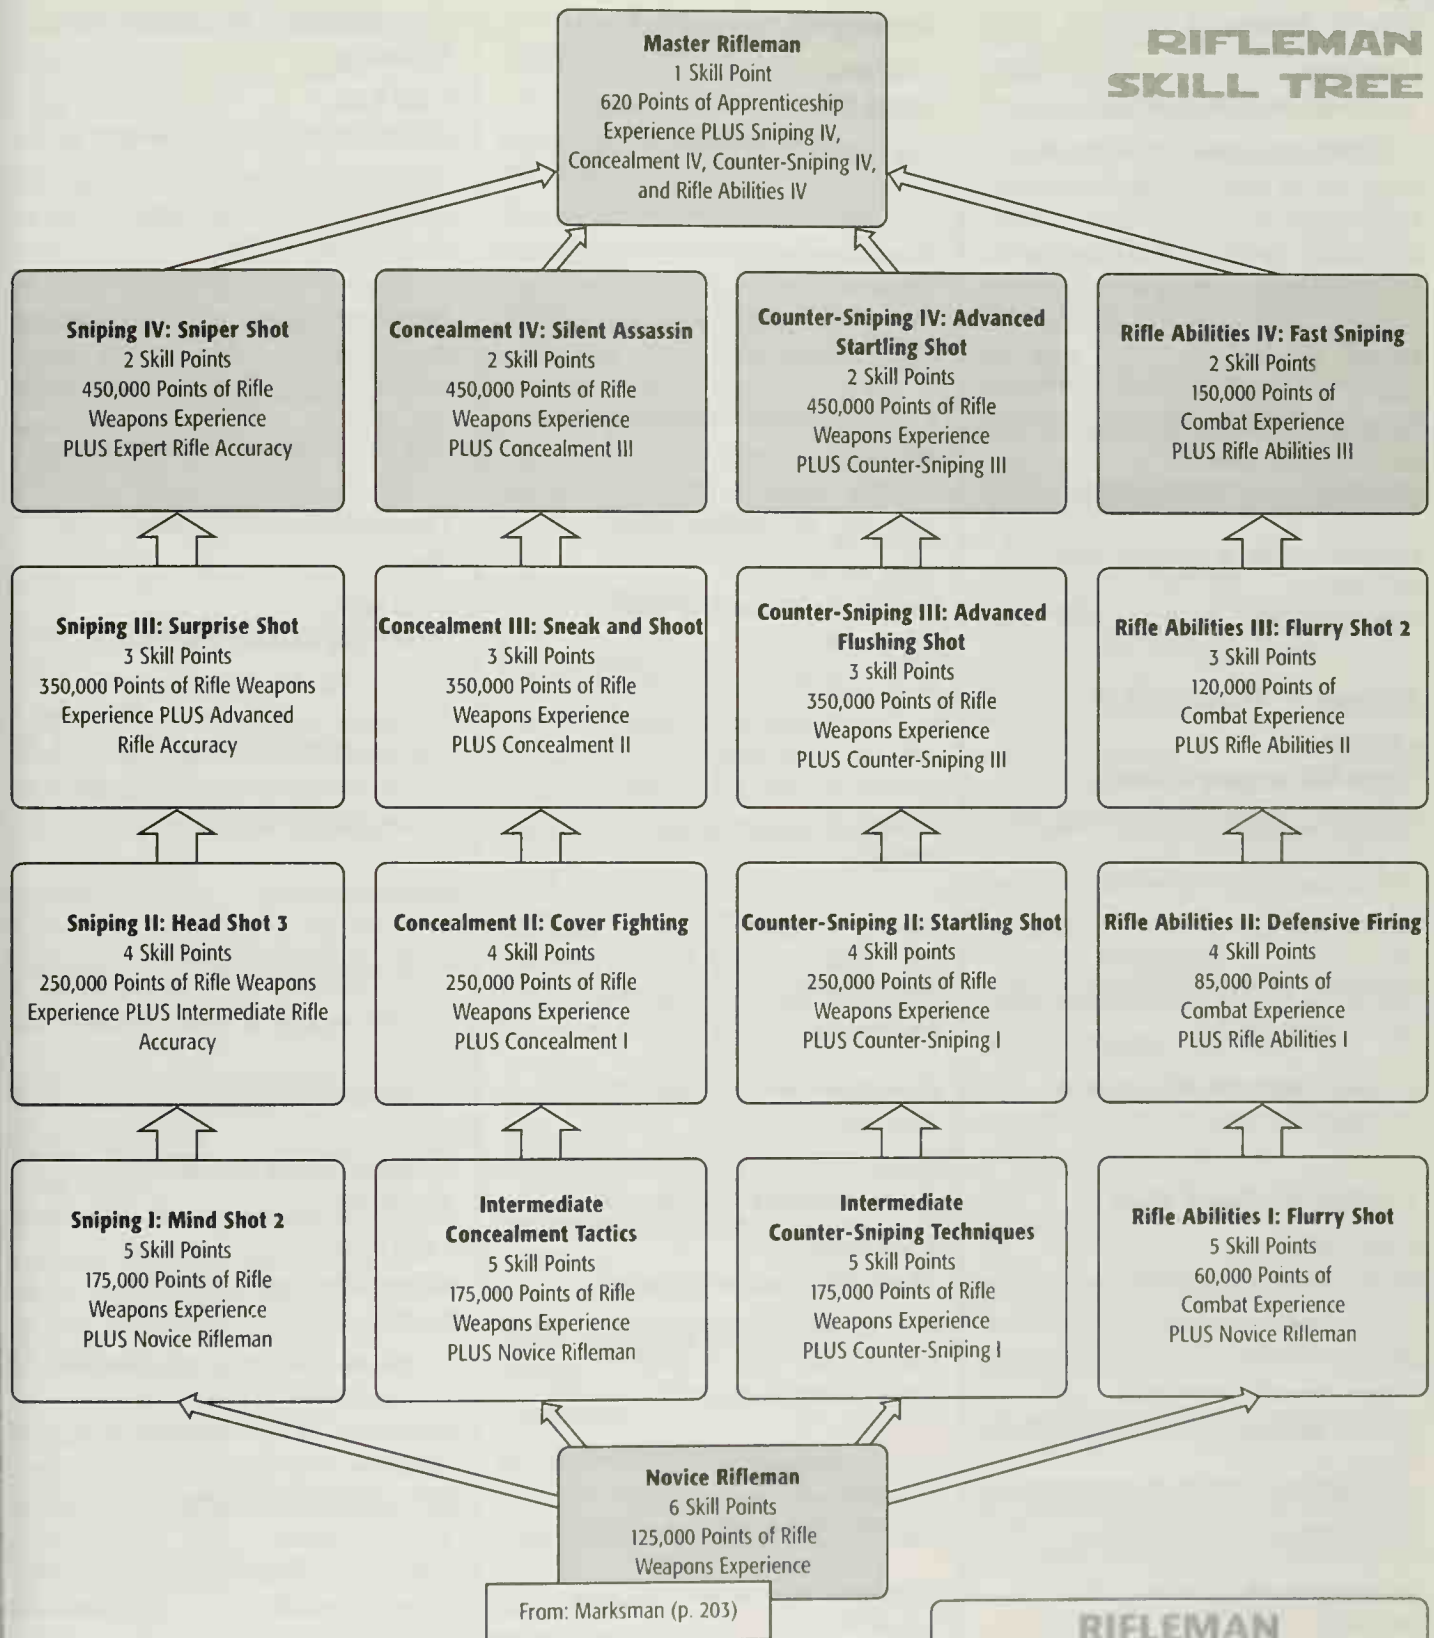 RIFLEMAN
SKILL TREE
Master Rifleman
1 Skill Point
620 Points of Apprenticeship
Experience PLUS Sniping IV,
Concealment IV, Counter-Sniping IV,
and Rifle Abilities IV
Sniping IV: Sniper Shot
2 Skill Points
450,000 Points of Rifle
Weapons Experience
PLUS Expert Rifle Accuracy
Concealment IV: Silent Assassin
2 Skill Points
450,000 Points of Rifle
Weapons Experience
PLUS Concealment III
Counter-Sniping IV: Advanced
Startling Shot
2 Skill Points
450,000 Points of Rifle
Weapons Experience
PLUS Counter-Sniping III
Rifle Abilities IV: Fast Sniping
2 Skill Points
150,000 Points of
Combat Experience
PLUS Rifle Abilities III
Sniping III: Surprise Shot
3 Skill Points
350,000 Points of Rifle Weapons
Experience PLUS Advanced
Rifle Accuracy
Concealment III: Sneak and Shoot
3 Skill Points
350,000 Points of Rifle
Weapons Experience
PLUS Concealment II
Counter-Sniping III: Advanced
Flushing Shot
3 skill Points
350,000 Points of Rifle
Weapons Experience
PLUS Counter-Sniping III
Rifle Abilities III: Flurry Shot 2
3 Skill Points
120,000 Points of
Combat Experience
PLUS Rifle Abilities II
Sniping II: Head Shot 3
4 Skill Points
250,000 Points of Rifle Weapons
Experience PLUS Intermediate Rifle
Accuracy
Concealment II: Cover Fighting
4 Skill Points
250,000 Points of Rifle
Weapons Experience
PLUS Concealment I
Counter-Sniping II: Startling Shot
4 Skill points
250,000 Points of Rifle
Weapons Experience
PLUS Counter-Sniping I
Rifle Abilities II: Defensive Firing
4 Skill Points
85,000 Points of
Combat Experience
PLUS Rifle Abilities I
Sniping I: Mind Shot 2
5 Skill Points
175,000 Points of Rifle
Weapons Experience
PLUS Novice Rifleman
Intermediate
Concealment Tactics
5 Skill Points
175,000 Points of Rifle
Weapons Experience
PLUS Novice Rifleman
Intermediate
Counter-Sniping Techniques
5 Skill Points
175,000 Points of Rifle
Weapons Experience
PLUS Counter-Sniping I
Rifle Abilities I: Flurry Shot
5 Skill Points
60,000 Points of
Combat Experience
PLUS Novice Rifleman
Novice Rifleman
6 Skill Points
125,000 Points of Rifle
Weapons Experience
From: Marksman (p. 203)
RIFLEMAN